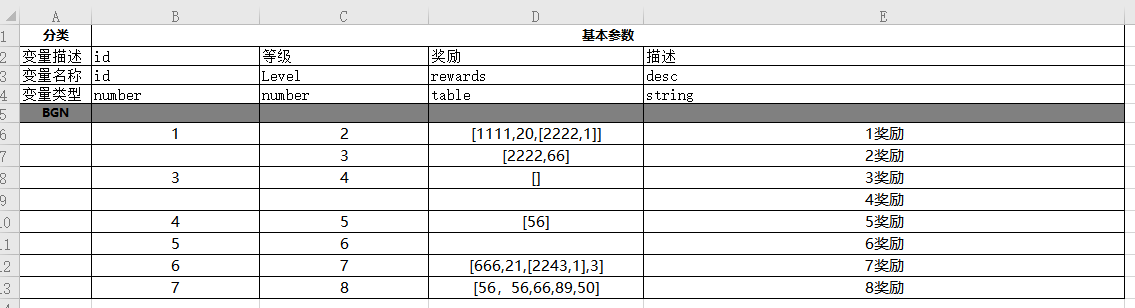 A B C D E
1 分类 基本参数
2 变量描述 id 等级 奖励 描述
3 变量名称 id Level rewards desc
4 变量类型 number number table string
5 BGN
6 1 2 [1111,20,[2222,1]] 1奖励
7 3 [2222,66] 2奖励
8 3 4 [] 3奖励
9 4奖励
10 4 5 [56] 5奖励
11 5 6 6奖励
12 6 7 [666,21,[2243,1],3] 7奖励
13 7 8 [56，56,66,89,50] 8奖励